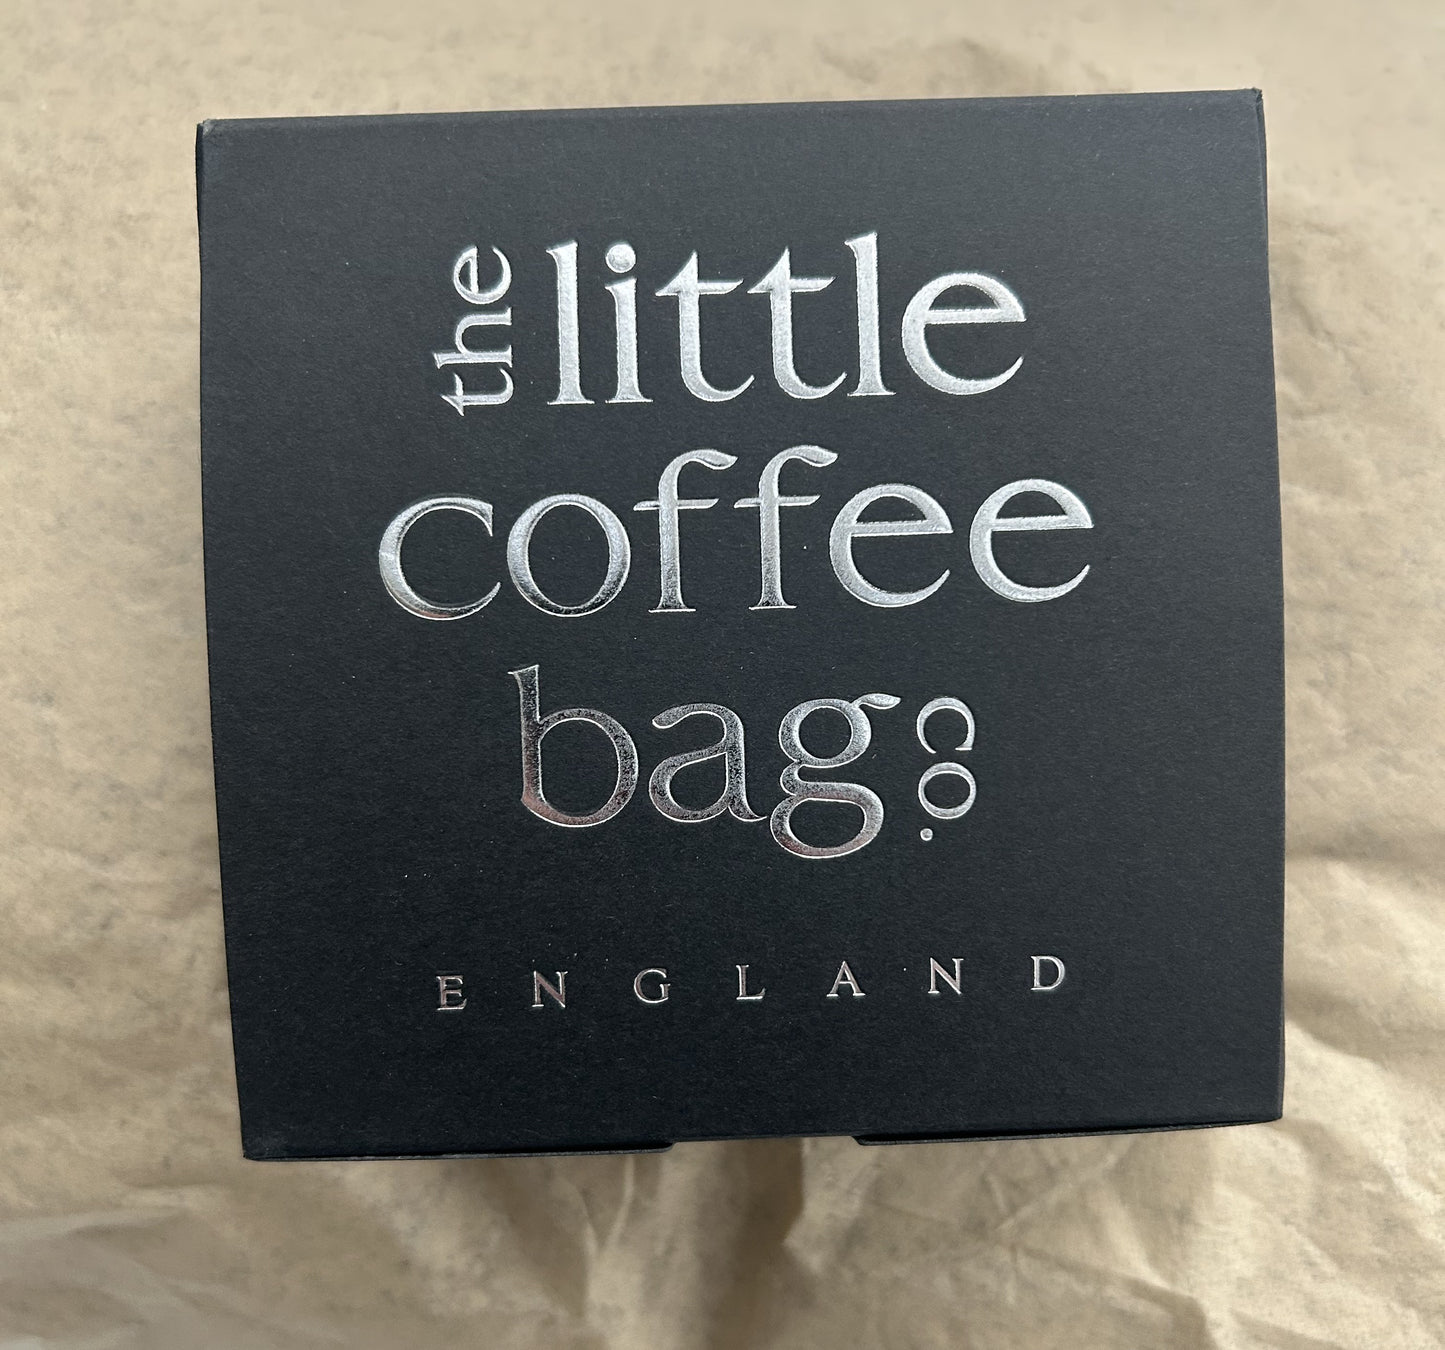 the little
coffee
bag co.
ENGLAND